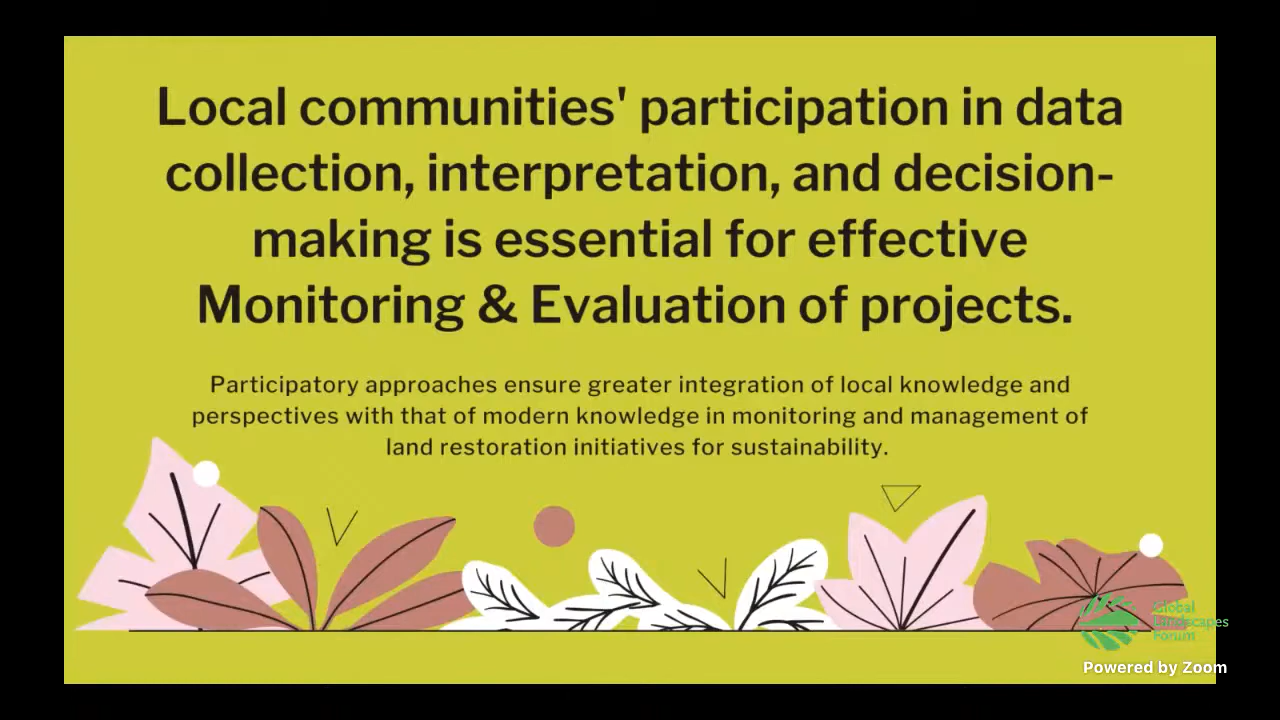 Local communities' participation in data
collection, interpretation, and decision-
making is essential for effective
Monitoring & Evaluation of projects.
Participatory approaches ensure greater integration of local knowledge and
perspectives with that of modern knowledge in monitoring and management of
land restoration initiatives for sustainability.
Global
Landscapes
Forum
Powered by Zoom